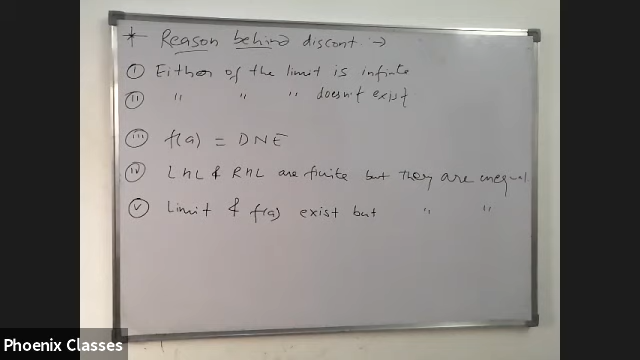 * Reason behind discont →
(i) Either of the limit is infinite
(ii) " " " doesn't exist
(iii) f(a) = DNE
(iv) LHL & RHL are finite but they are unequal
(v) Limit & f(a) exist but " "
Phoenix Classes